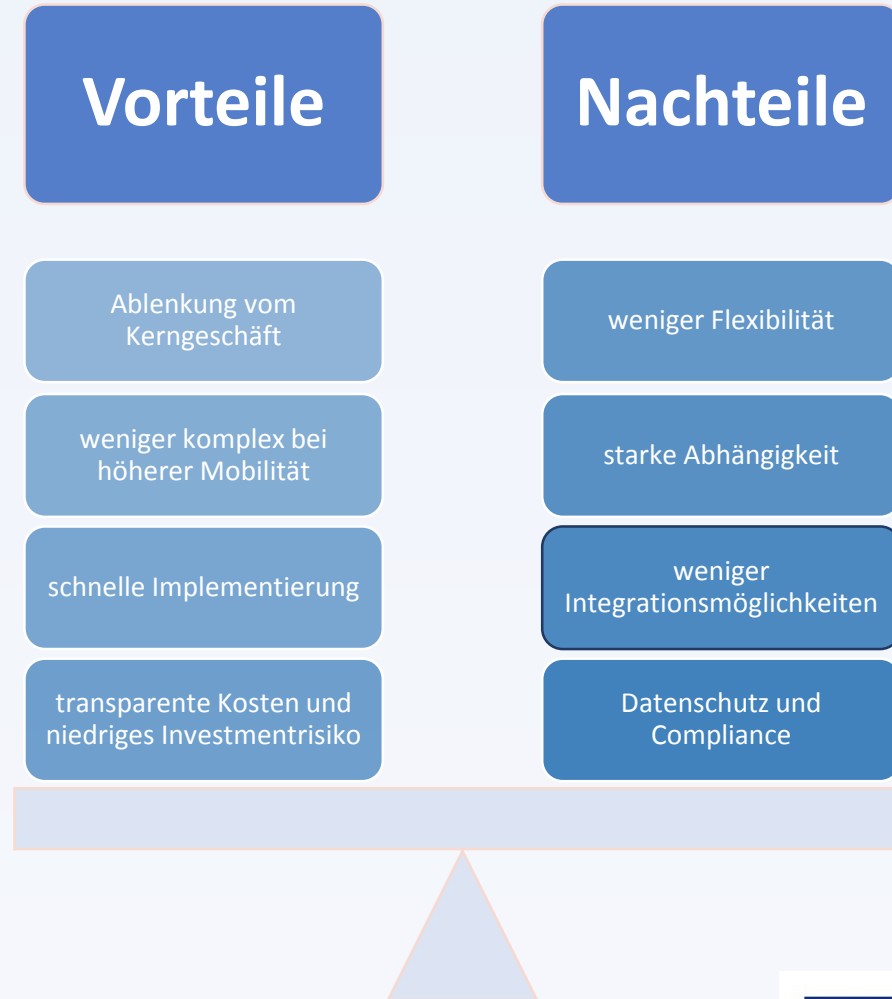 Vorteile
Ablenkung vom
Kerngeschäft
weniger komplex bei
höherer Mobilität
schnelle Implementierung
transparente Kosten und
niedriges Investmentrisiko
Nachteile
weniger Flexibilität
starke Abhängigkeit
weniger
Integrationsmöglichkeiten
Datenschutz und
Compliance